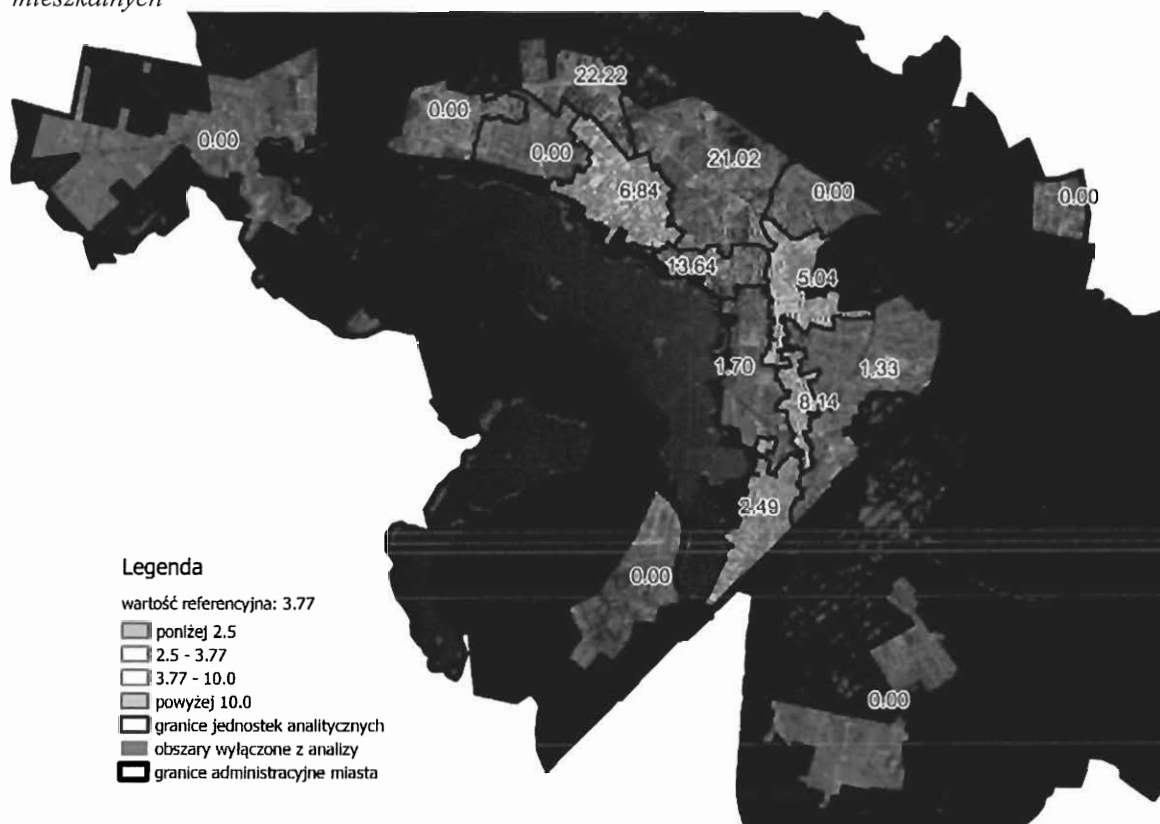 mieszkalnych
22.22
0.00
0.00
0.00
21.02
6.84
0.00
0.00
13.64
5.04
1.70
1.33
8.14
2.49
0.00
0.00
Legenda
wartość referencyjna: 3.77
poniżej 2.5
2.5 - 3.77
3.77 - 10.0
powyżej 10.0
granice jednostek analitycznych
obszary wyłączone z analizy
granice administracyjne miasta